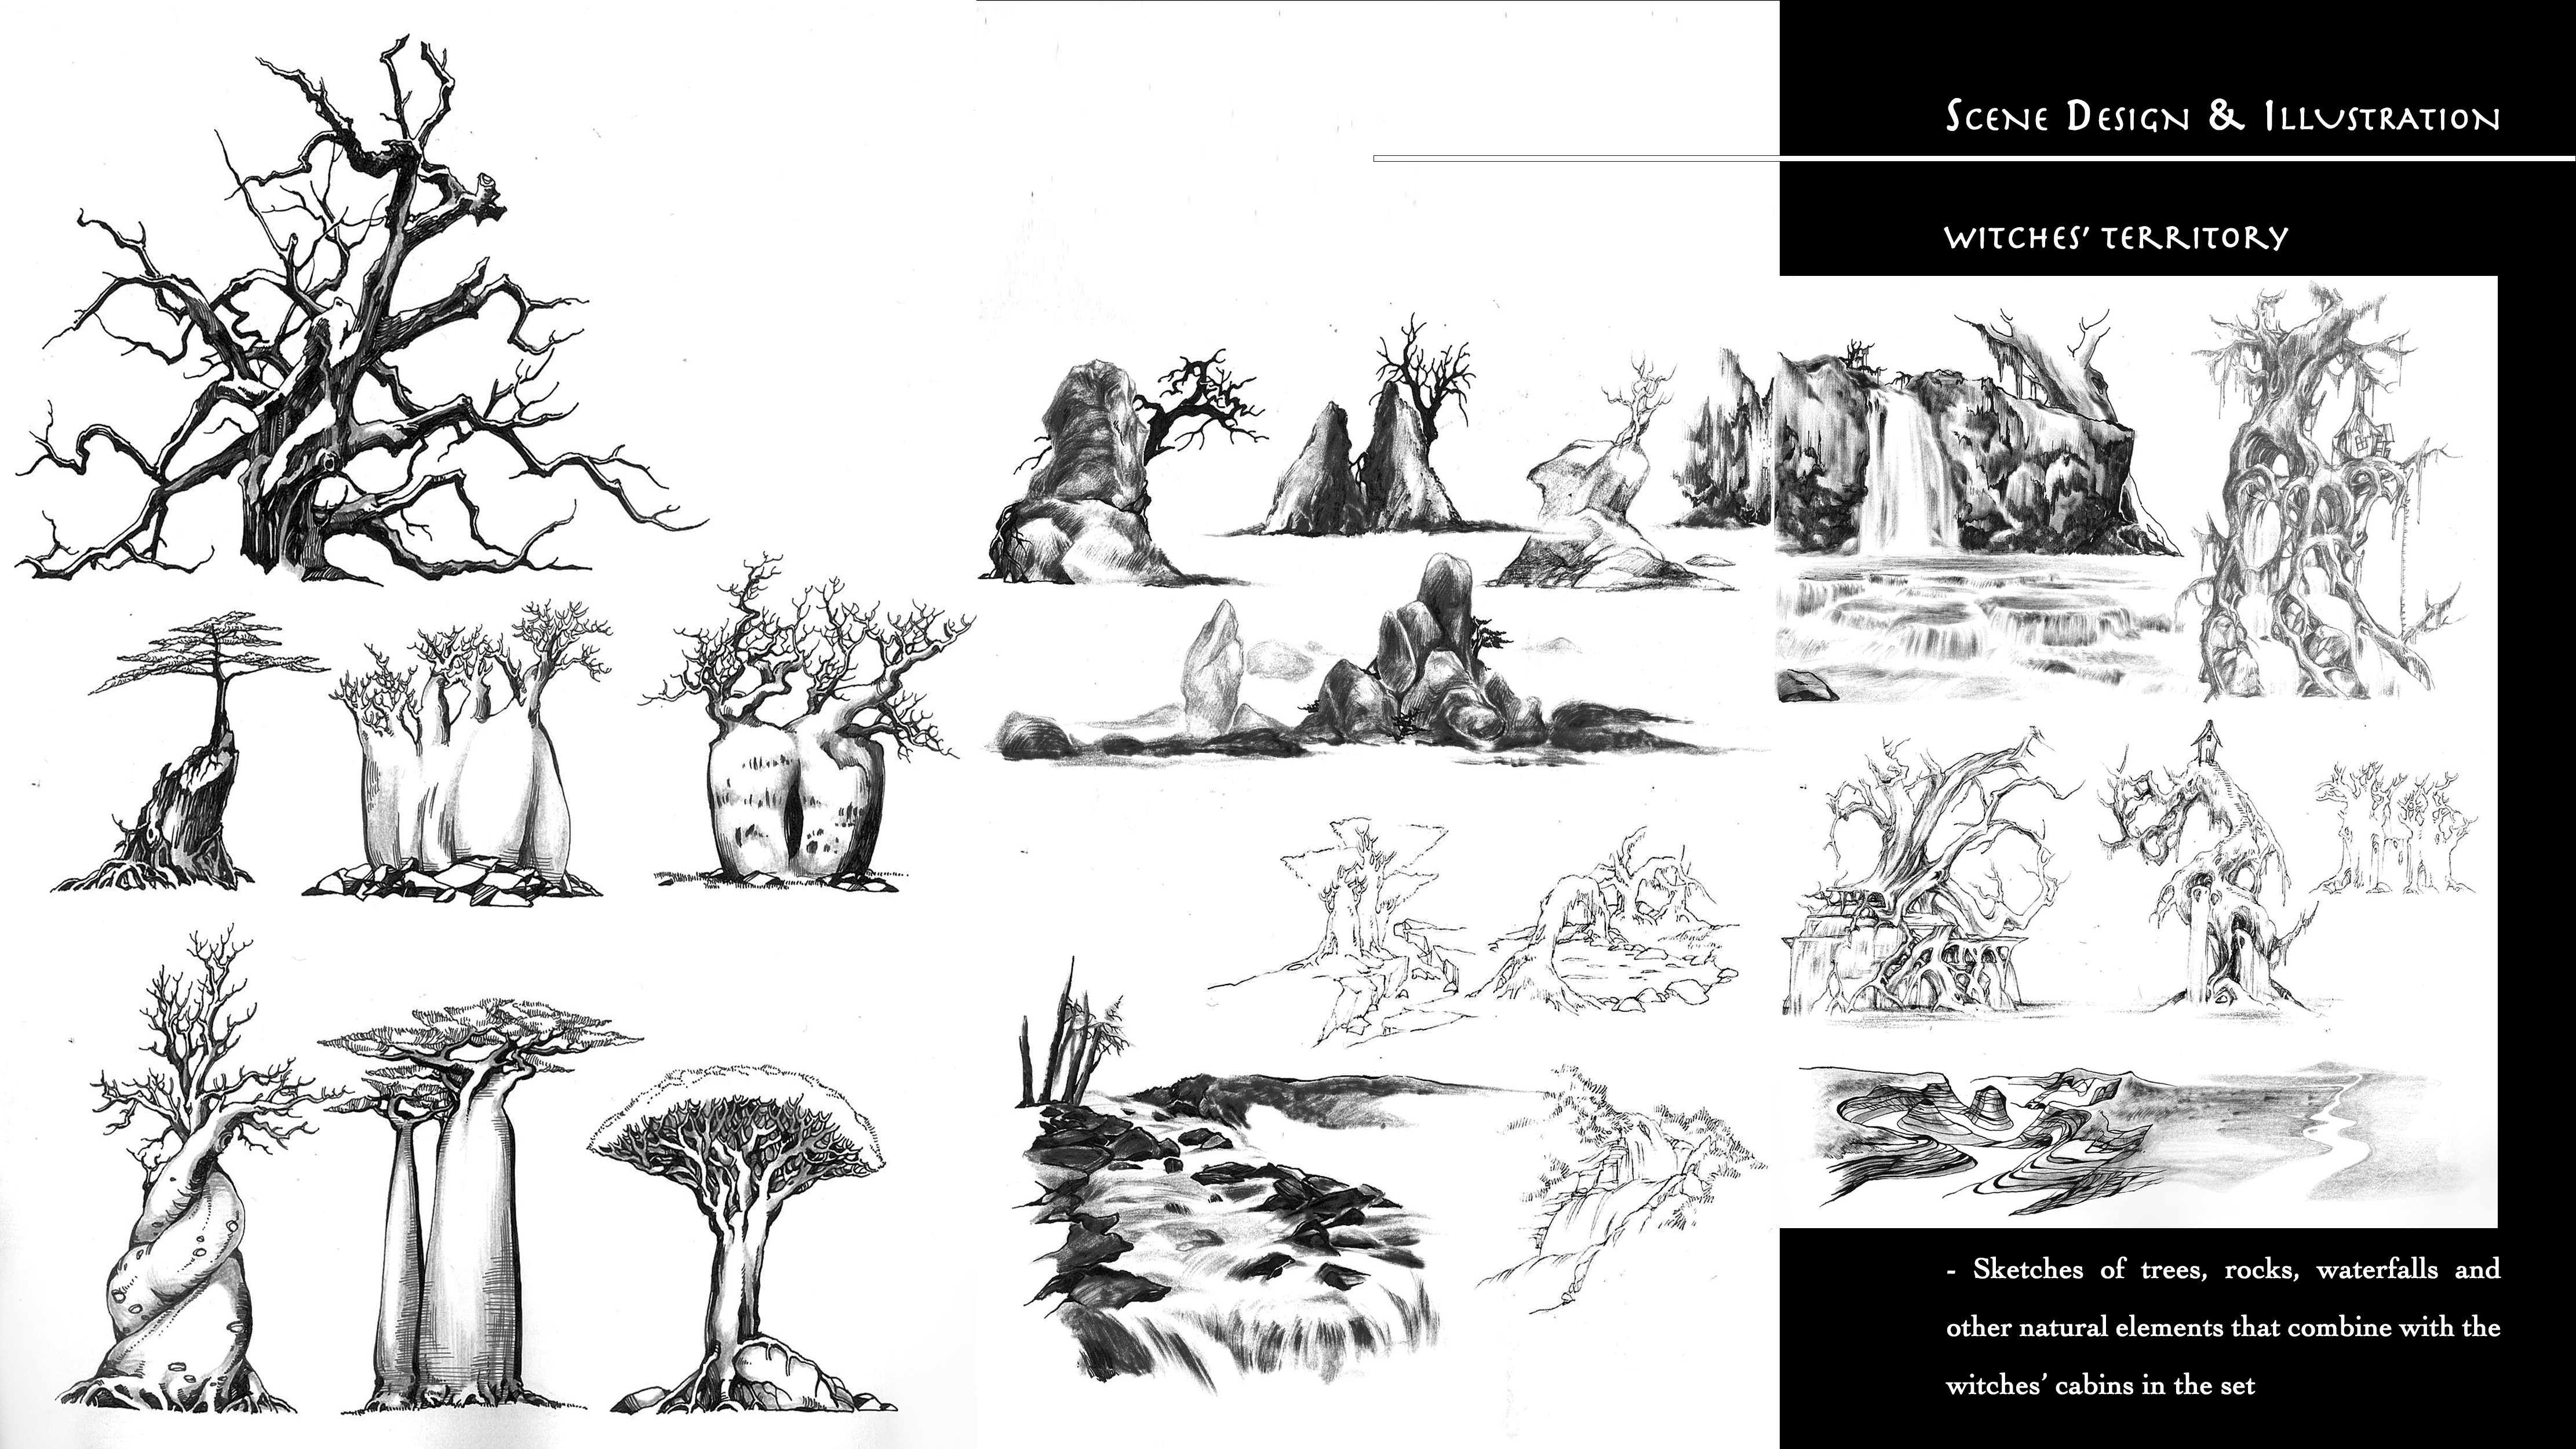 Scene Design & Illustration
witches’ territory
- Sketches of trees, rocks, waterfalls and
other natural elements that combine with the
witches’ cabins in the set